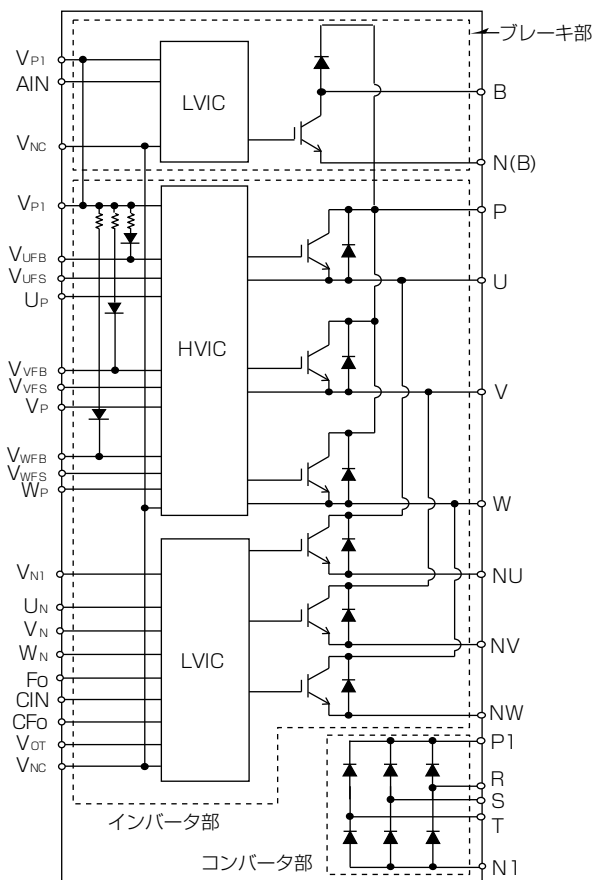 ブレーキ部
VP1
AIN
LVIC
B
VNC
N(B)
VP1
P
VUFB
VUFS
U
UP
HVIC
VVFB
VVFS
V
VP
VWFB
VWFS
WP
W
VN1
NU
UN
VN
NV
WN
LVIC
Fo
CIN
NW
CFo
VOT
P1
VNC
R
S
T
インバータ部
コンバータ部
N1